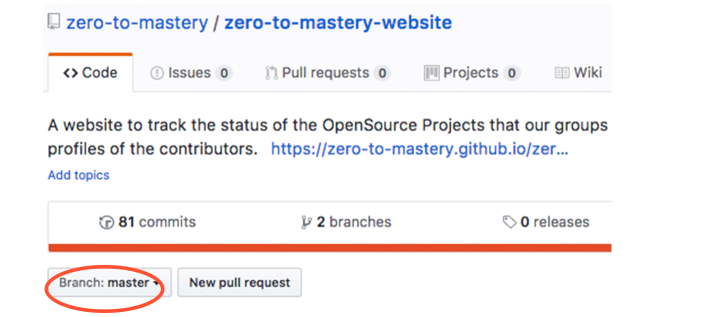 zero-to-mastery / zero-to-mastery-website
<> Code Issues 0 Pull requests 0 Projects 0 Wiki
A website to track the status of the OpenSource Projects that our groups
profiles of the contributors. https://zero-to-mastery.github.io/zer...
Add topics
81 commits 2 branches 0 releases
Branch: master New pull request